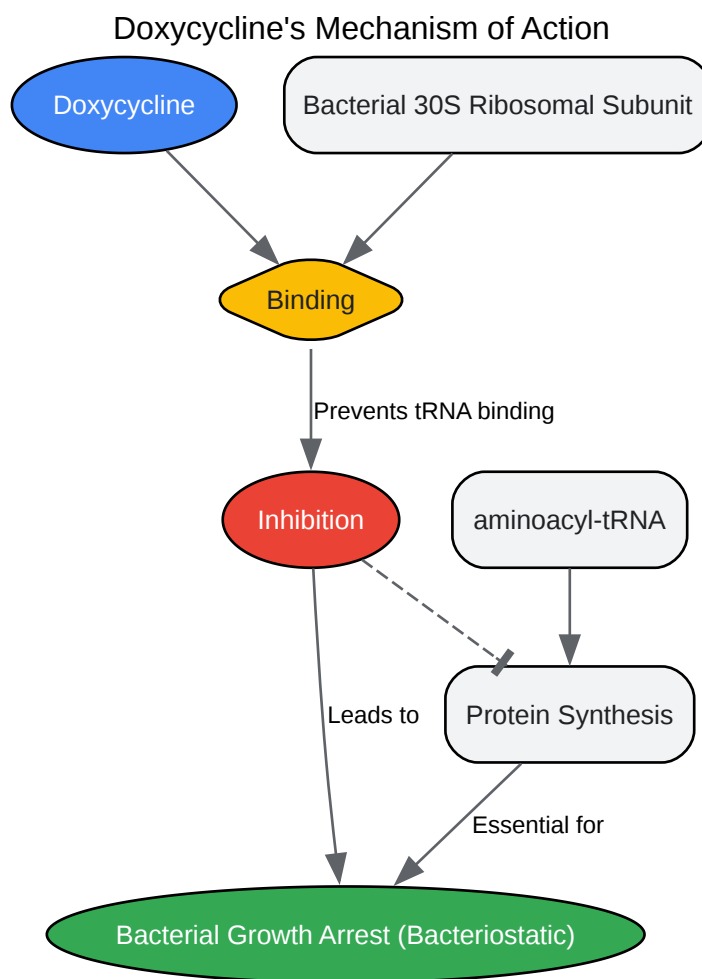 Doxycycline's Mechanism of Action
Doxycycline
Bacterial 30S Ribosomal Subunit
Binding
Prevents tRNA binding
Inhibition
aminoacyl-tRNA
Leads to
Protein Synthesis
Essential for
Bacterial Growth Arrest (Bacteriostatic)